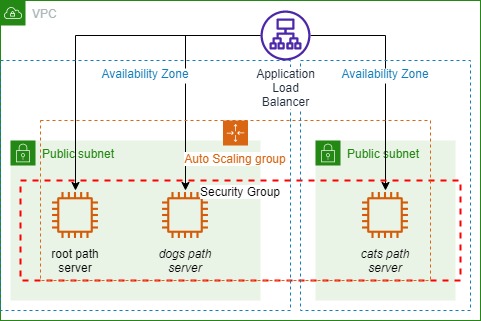 VPC
Availability Zone
Application
Load
Balancer
Availability Zone
Public subnet
Auto Scaling group
Public subnet
Security Group
root path
server
dogs path
server
cats path
server